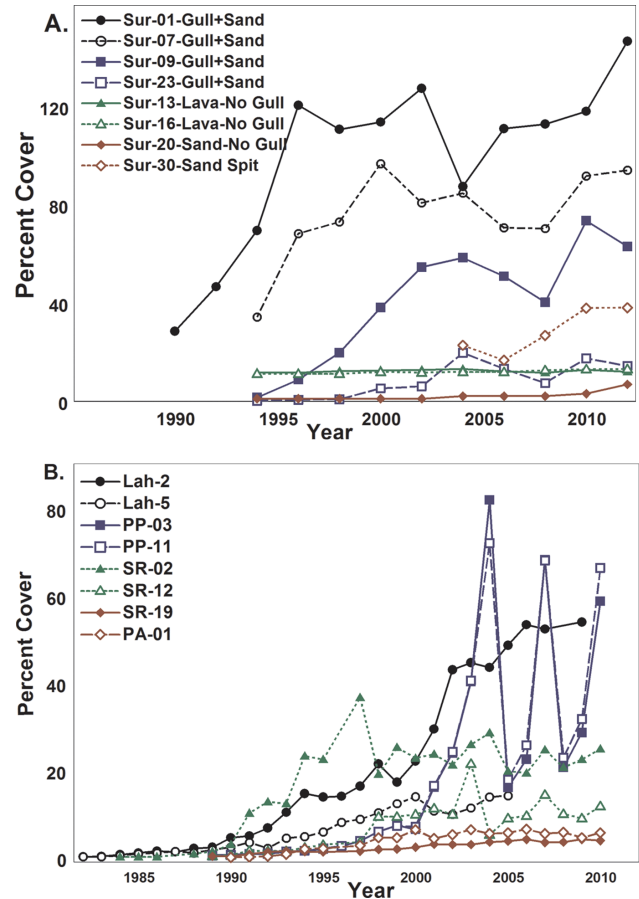 A.
Sur-01-Gull+Sand
Sur-07-Gull+Sand
Sur-09-Gull+Sand
Sur-23-Gull+Sand
Sur-13-Lava-No Gull
Sur-16-Lava-No Gull
Sur-20-Sand-No Gull
Sur-30-Sand Spit
Percent Cover
120
80
40
0
1990 1995 2000 2005 2010
Year
B.
Lah-2
Lah-5
PP-03
PP-11
SR-02
SR-12
SR-19
PA-01
Percent Cover
80
60
40
20
0
1985 1990 1995 2000 2005 2010
Year